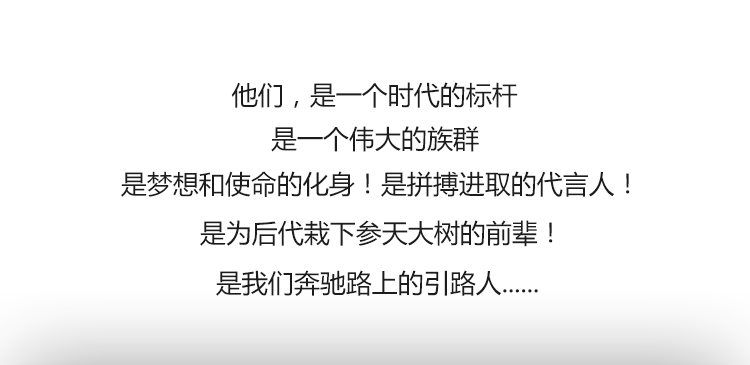 他们，是一个时代的标杆
是一个伟大的族群
是梦想和使命的化身！是拼搏进取的代言人！
是为后代栽下参天大树的前辈！
是我们奔驰路上的引路人......